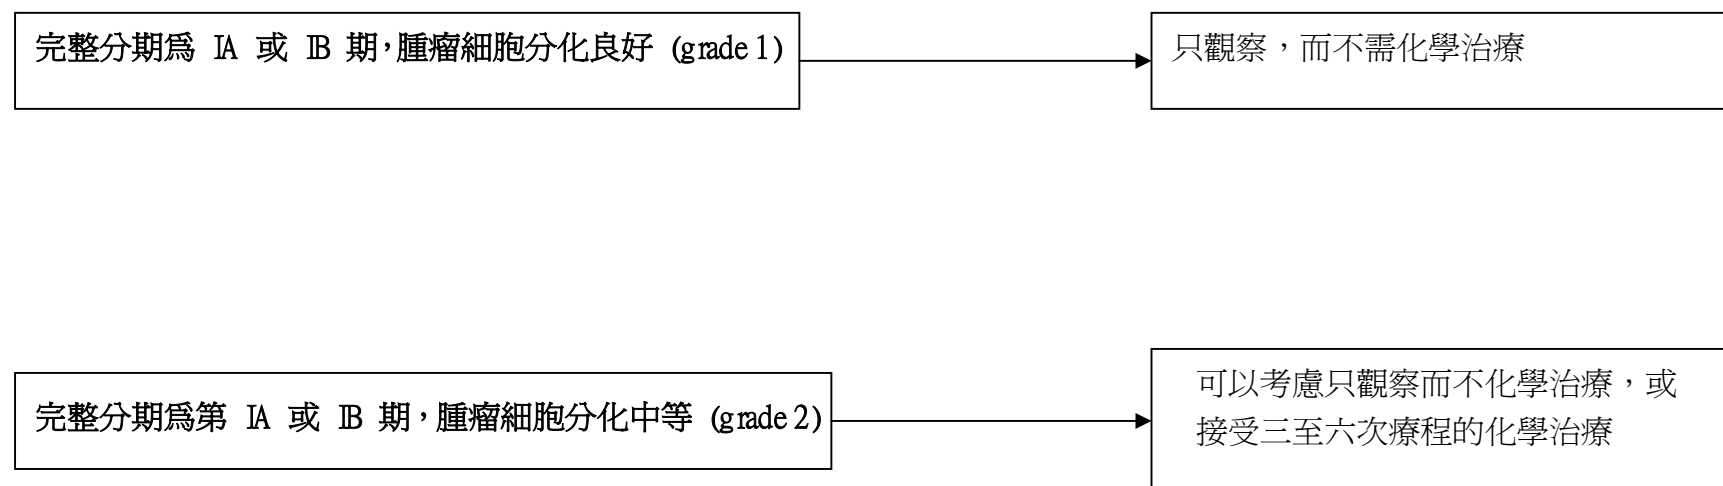 完整分期爲 IA 或 IB 期，腫瘤細胞分化良好 (grade 1)
只觀察，而不需化學治療
完整分期爲第 IA 或 IB 期，腫瘤細胞分化中等 (grade 2)
可以考慮只觀察而不化學治療，或
接受三至六次療程的化學治療